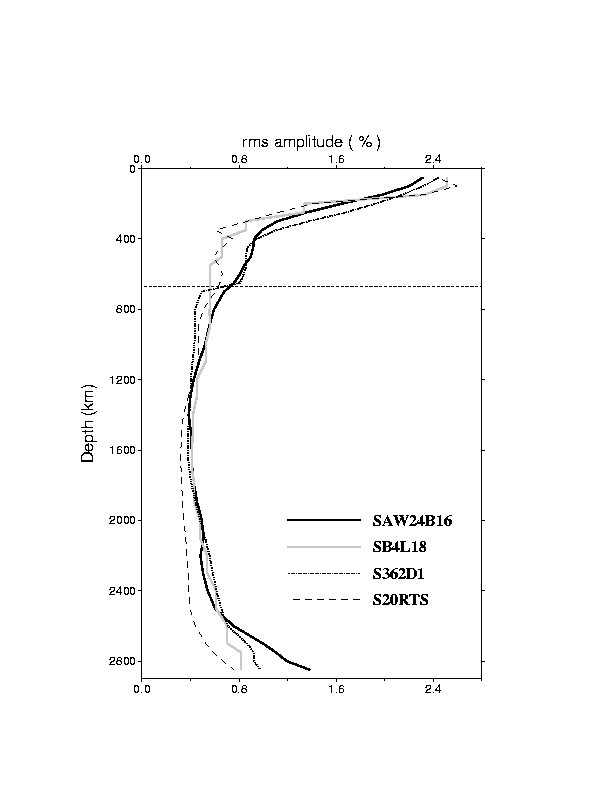 rms amplitude ( % )
0.0 0.8 1.6 2.4
0
400
800
1200
1600
2000
2400
2800
Depth (km)
SAW24B16
SB4L18
S362D1
S20RTS
0.0 0.8 1.6 2.4